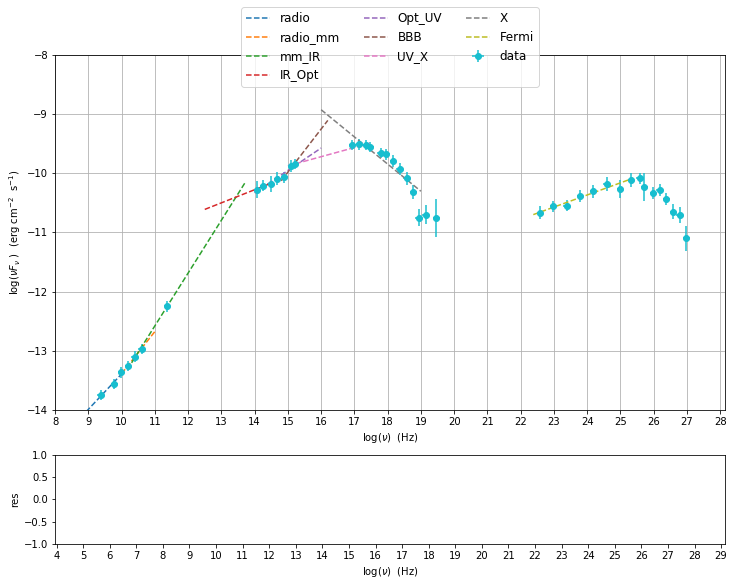 radio
radio_mm
mm_IR
IR_Opt
Opt_UV
BBB
UV_X
X
Fermi
data
−8
−9
−10
−11
−12
−13
−14
log(νF_ν )  (erg cm⁻²  s⁻¹)
8 9 10 11 12 13 14 15 16 17 18 19 20 21 22 23 24 25 26 27 28
log(ν)  (Hz)
1.0
0.5
0.0
−0.5
−1.0
res
4 5 6 7 8 9 10 11 12 13 14 15 16 17 18 19 20 21 22 23 24 25 26 27 28 29
log(ν)  (Hz)